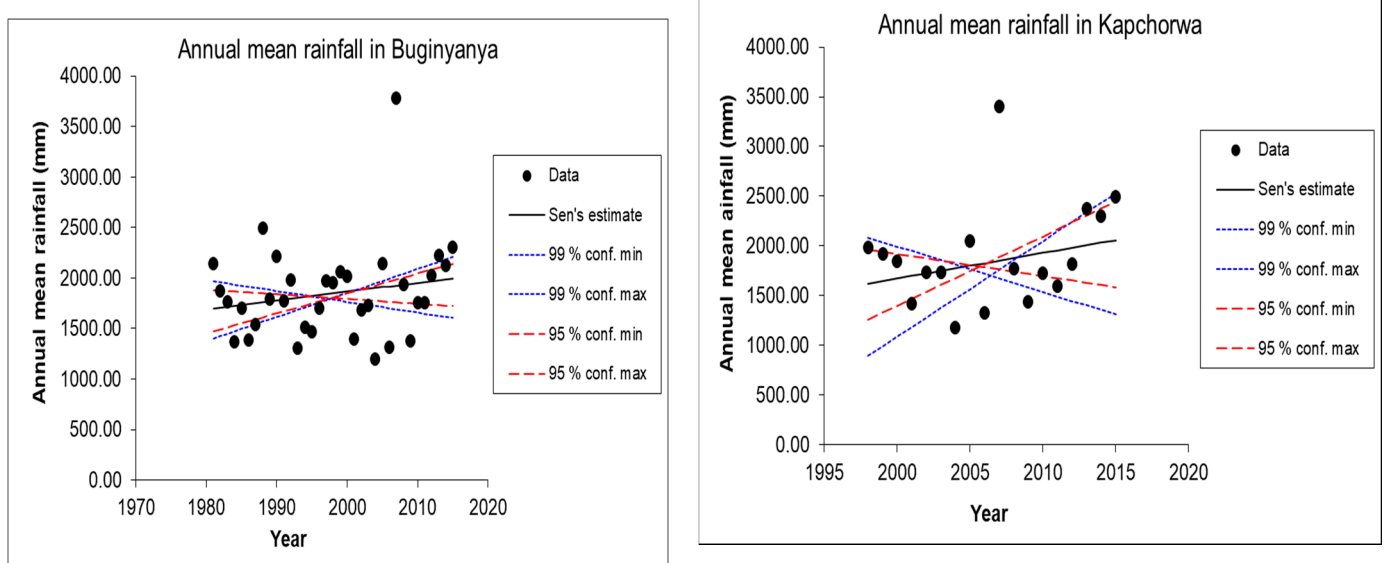 Annual mean rainfall in Buginyanya
4000.00
3500.00
3000.00
2500.00
2000.00
1500.00
1000.00
500.00
0.00
1970
1980
1990
2000
2010
2020
Annual mean rainfall (mm)
Year
Data
Sen's estimate
99 % conf. min
99 % conf. max
95 % conf. min
95 % conf. max
Annual mean rainfall in Kapchorwa
4000.00
3500.00
3000.00
2500.00
2000.00
1500.00
1000.00
500.00
0.00
1995
2000
2005
2010
2015
2020
Annual mean ainfall (mm)
Year
Data
Sen's estimate
99 % conf. min
99 % conf. max
95 % conf. min
95 % conf. max